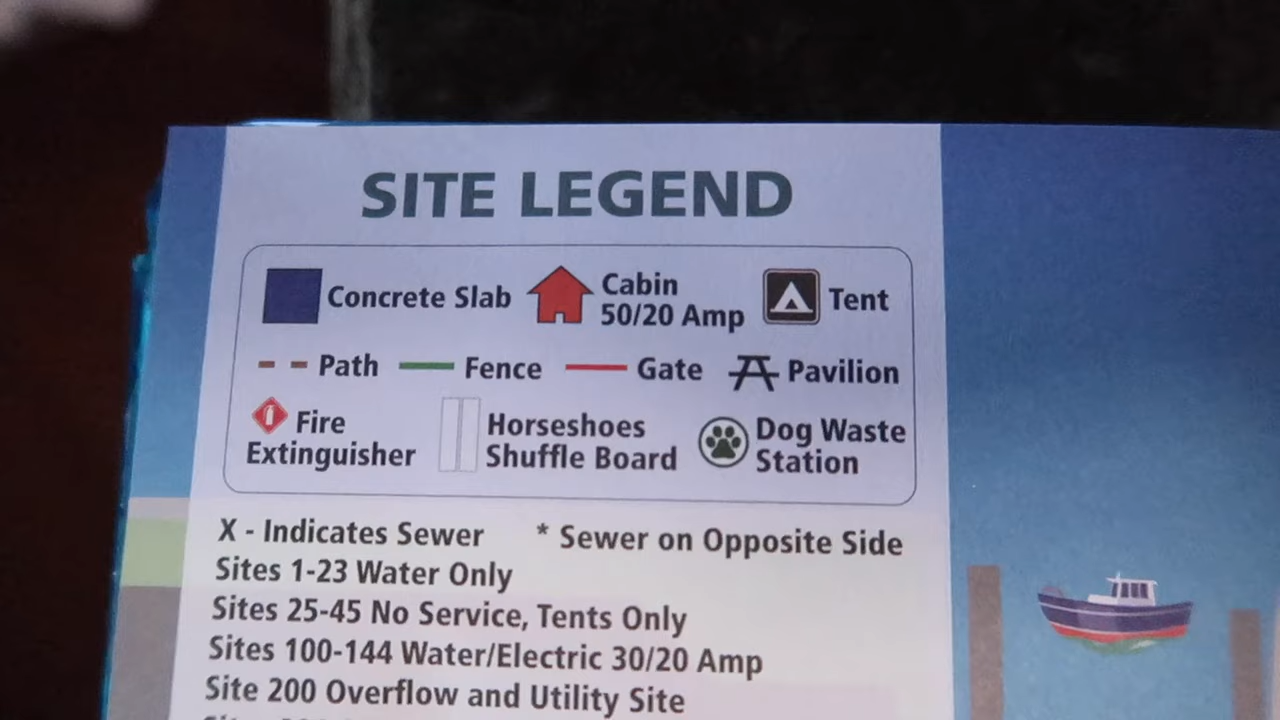 SITE LEGEND
Concrete Slab
Cabin
50/20 Amp
Tent
Path
Fence
Gate
Pavilion
Fire
Extinguisher
Horseshoes
Shuffle Board
Dog Waste
Station
X - Indicates Sewer * Sewer on Opposite Side
Sites 1-23 Water Only
Sites 25-45 No Service, Tents Only
Sites 100-144 Water/Electric 30/20 Amp
Site 200 Overflow and Utility Site